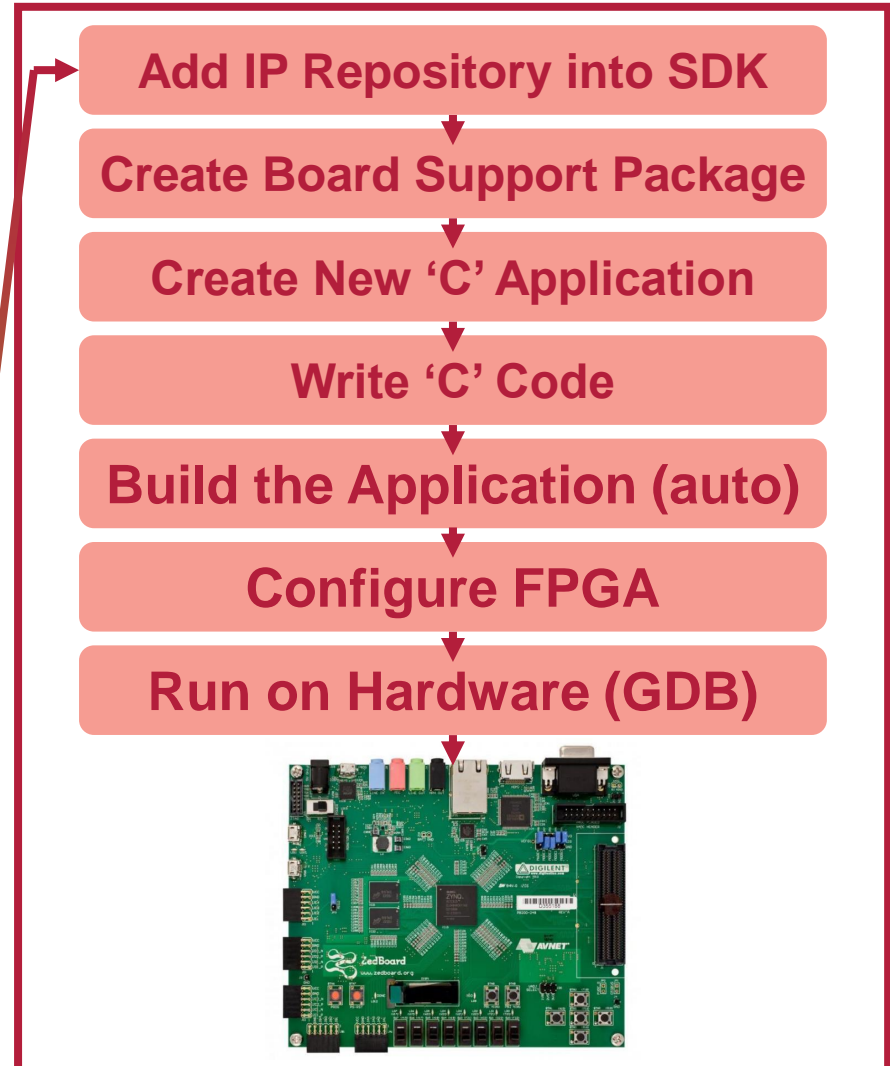 Add IP Repository into SDK
Create Board Support Package
Create New ‘C’ Application
Write ‘C’ Code
Build the Application (auto)
Configure FPGA
Run on Hardware (GDB)
DIGILENT
ZYNQ
AVNET
ZedBoard
www.zedboard.org